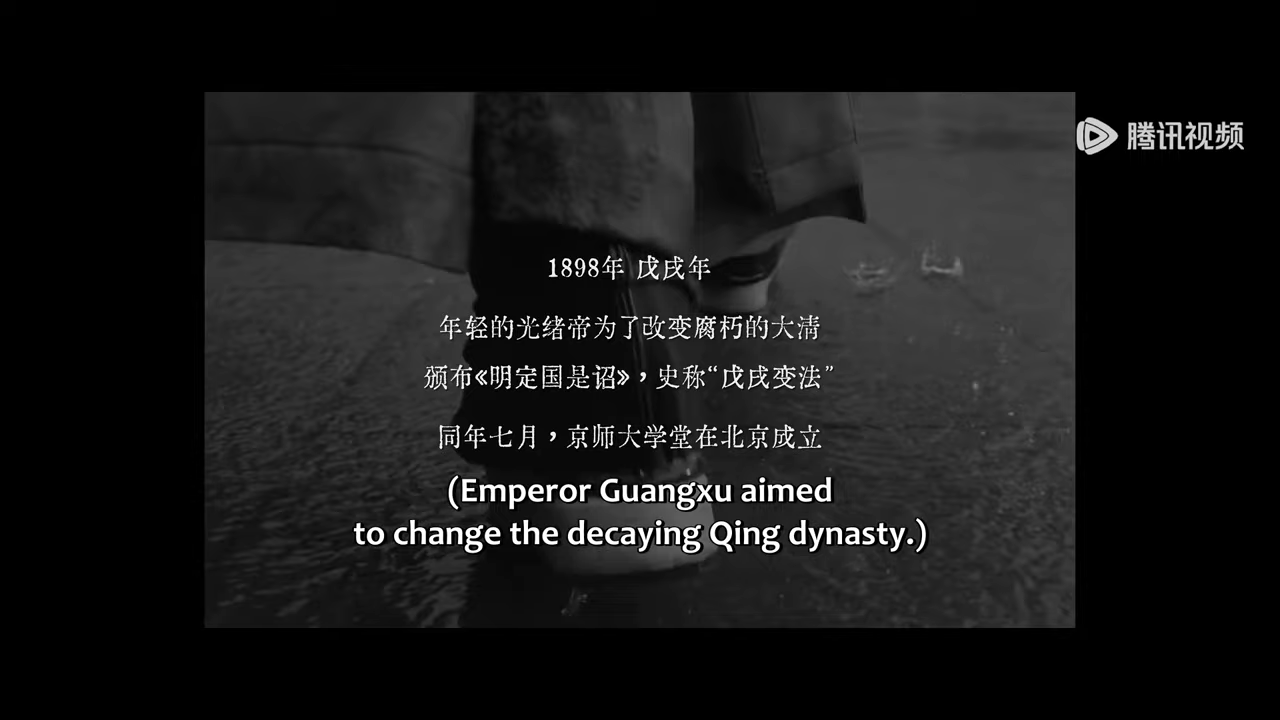 腾讯视频
1898年 戊戌年
年轻的光绪帝为了改变腐朽的大清
颁布《明定国是诏》，史称“戊戌变法”
同年七月，京师大学堂在北京成立
(Emperor Guangxu aimed
to change the decaying Qing dynasty.)